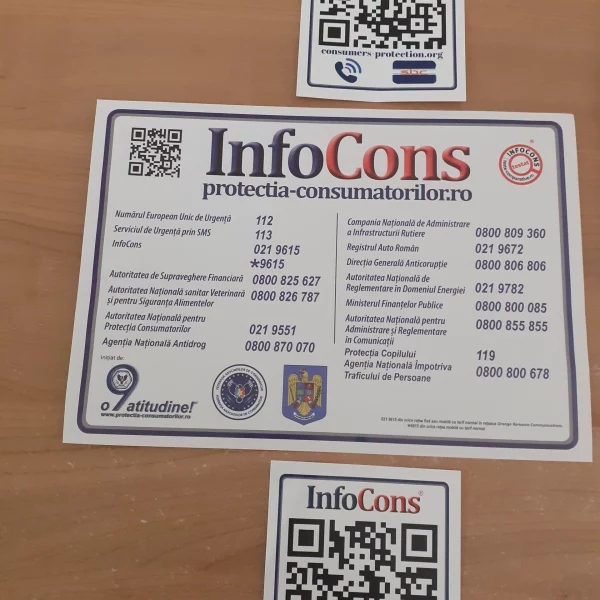 consumers-protection.org
InfoCons
protectia-consumatorilor.ro
INFOCONS
testat
Numărul European Unic de Urgență 112
Serviciul de Urgență prin SMS 113
InfoCons 021 9615
*9615
Autoritatea de Supraveghere Financiară 0800 825 627
Autoritatea Națională sanitar Veterinară
și pentru Siguranța Alimentelor 0800 826 787
Autoritatea Națională pentru
Protecția Consumatorilor 021 9551
Agenția Națională Antidrog 0800 870 070
Compania Națională de Administrare
a Infrastructurii Rutiere 0800 809 360
Registrul Auto Român 021 9672
Direcția Generală Anticorupție 0800 806 806
Autoritatea Națională de
Reglementare în Domeniul Energiei 021 9782
Ministerul Finanțelor Publice 0800 800 085
Autoritatea Națională pentru
Administrare și Reglementare
în Comunicații 0800 855 855
Protecția Copilului 119
Agenția Națională Împotriva
Traficului de Persoane 0800 800 678
Inițiat de:
o atitudine!
www.protectia-consumatorilor.ro
InfoCons